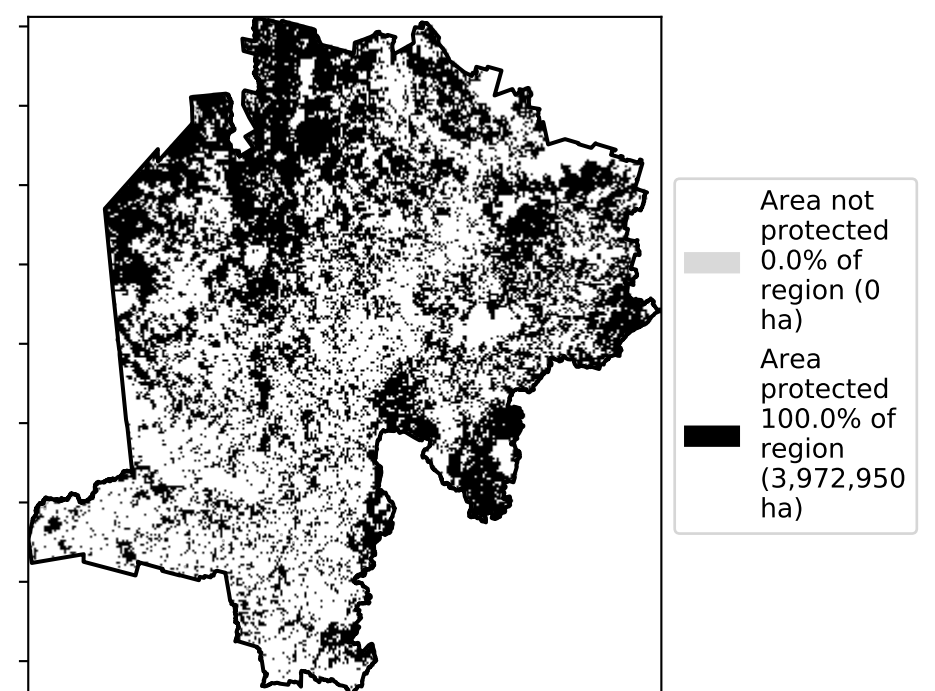 Area not
protected
0.0% of
region (0
ha)
Area
protected
100.0% of
region
(3,972,950
ha)